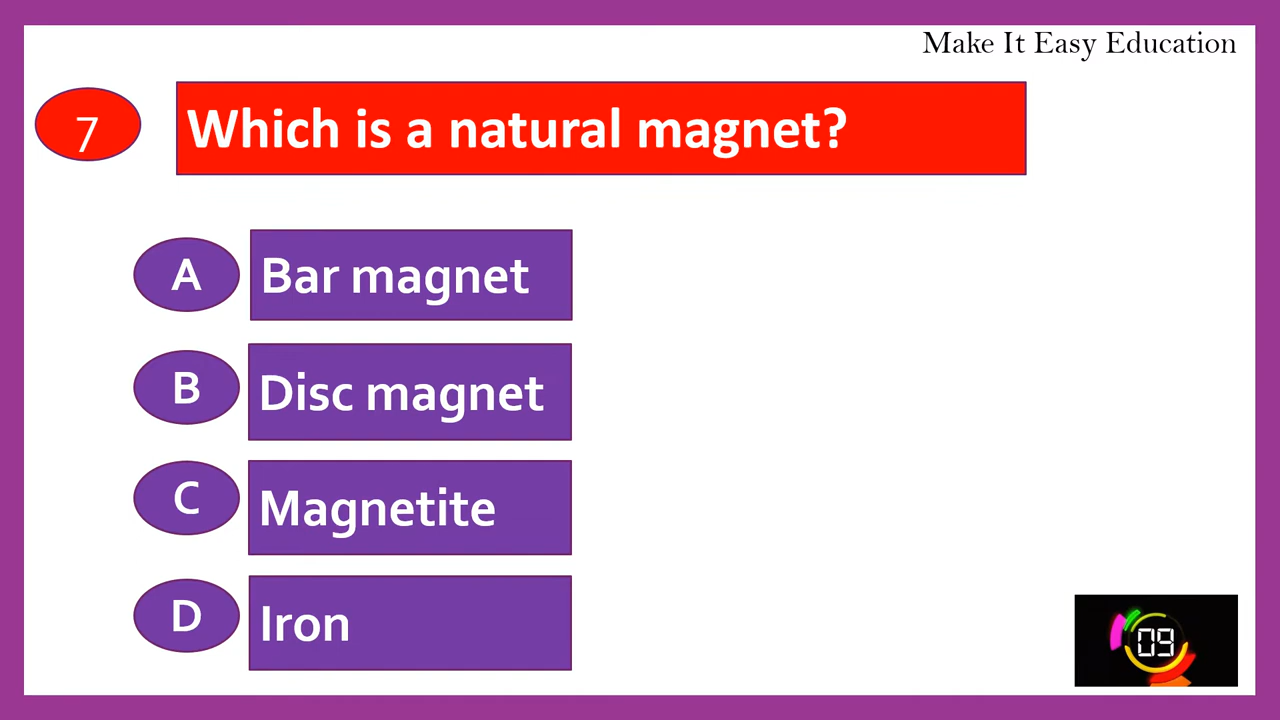 Make It Easy Education
7
Which is a natural magnet?
A
Bar magnet
B
Disc magnet
C
Magnetite
D
Iron
09